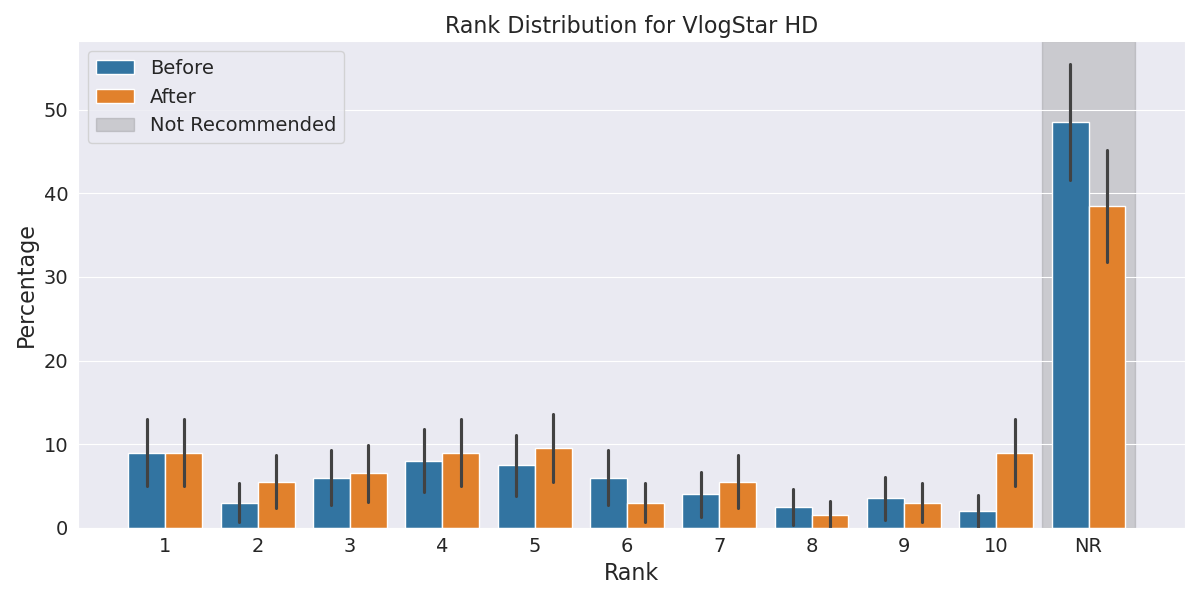 Rank Distribution for VlogStar HD
Before
After
Not Recommended
Percentage
50
40
30
20
10
0
1 2 3 4 5 6 7 8 9 10 NR
Rank